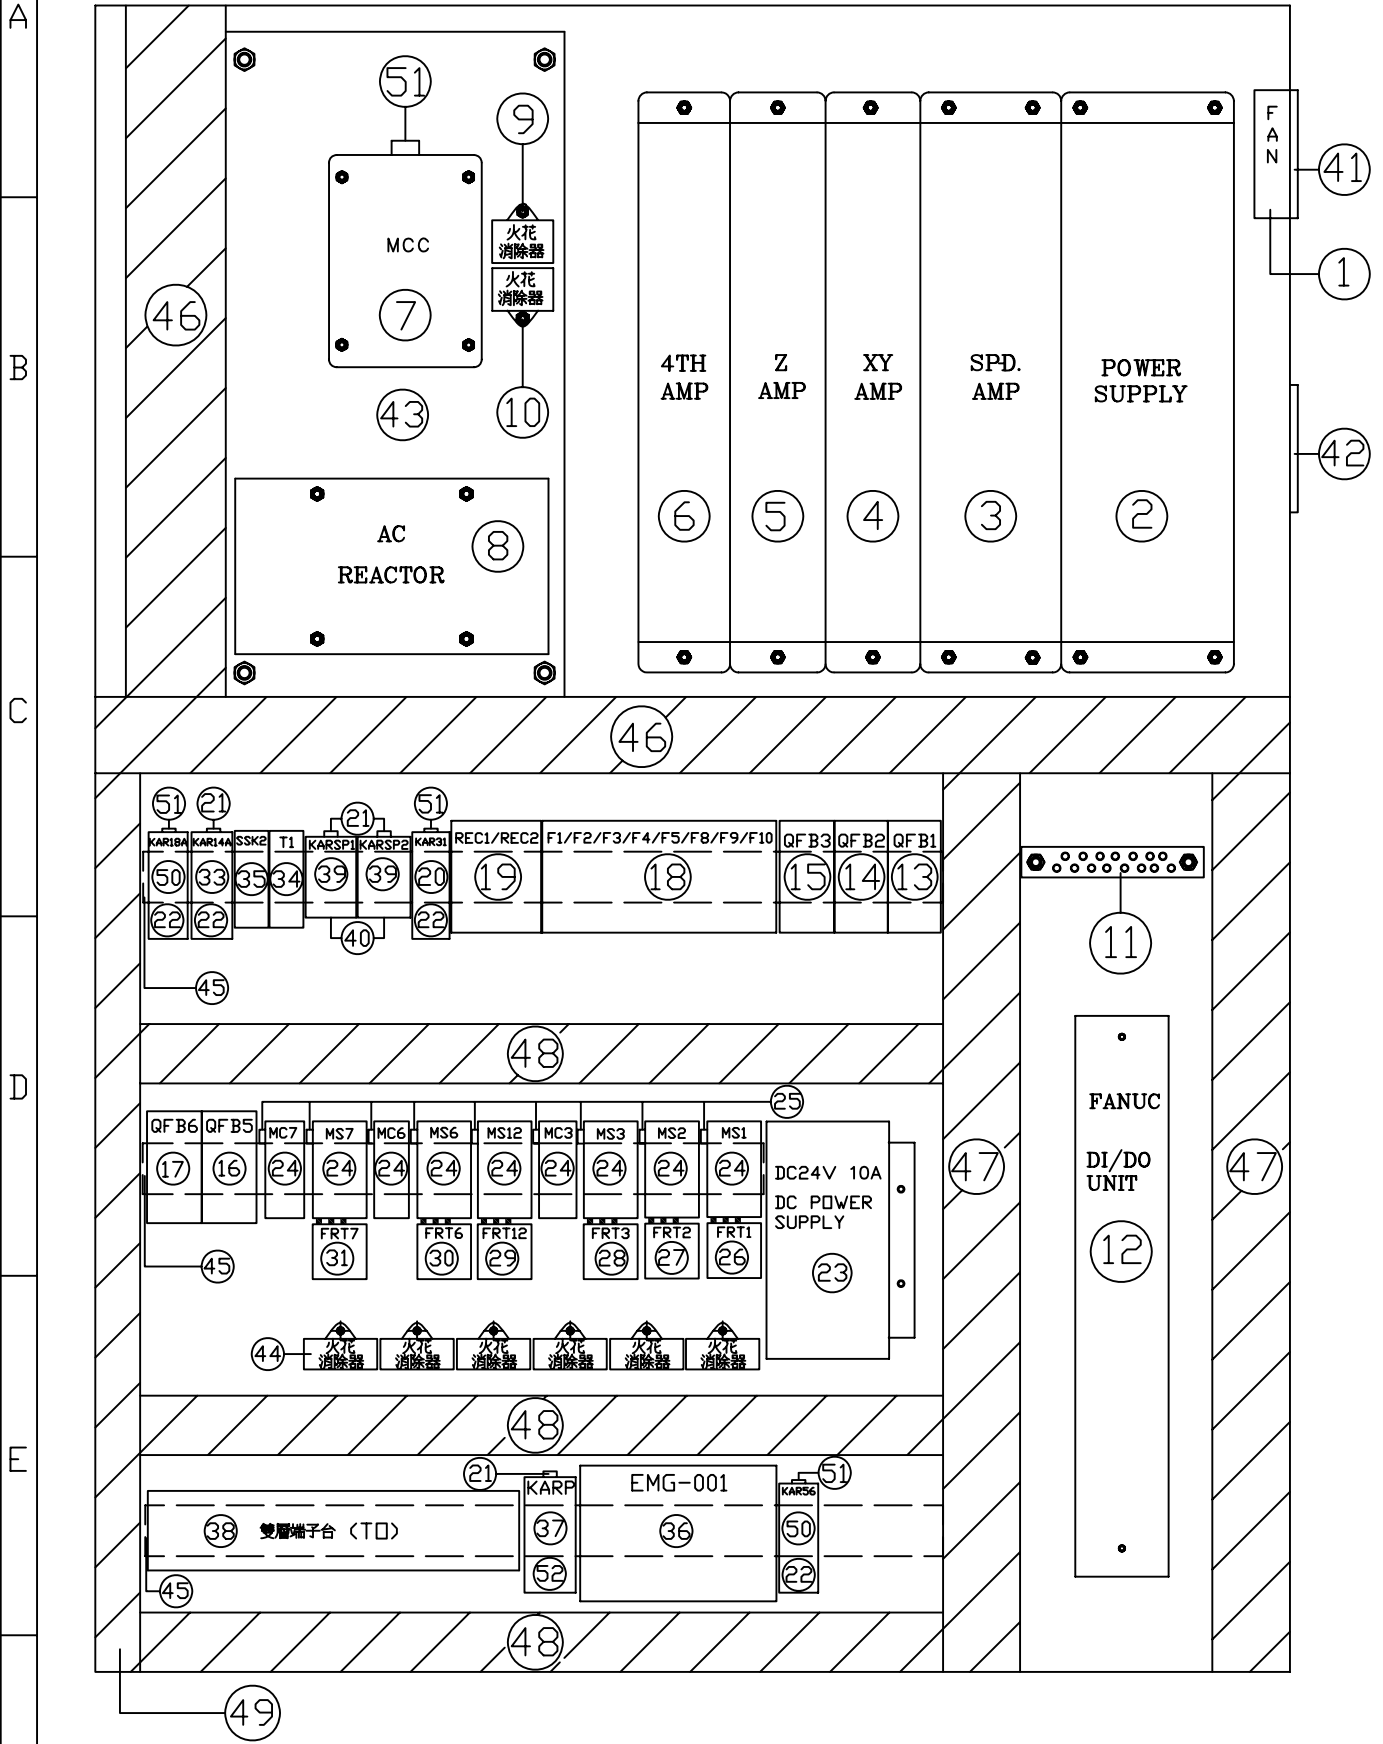 A
B
C
D
E
51
9
MCC
7
火花
消除器
火花
消除器
10
43
46
AC
REACTOR
8
4TH
AMP
6
Z
AMP
5
XY
AMP
4
SP.D.
AMP
3
POWER
SUPPLY
2
F
A
N
41
1
42
46
51
21
21
51
KAR18A
KAR14A
SSK2
T1
KARSP1
KARSP2
KAR31
REC1/REC2
F1/F2/F3/F4/F5/F8/F9/F10
QFB3
QFB2
QFB1
50
33
35
34
39
39
20
19
18
15
14
13
22
22
40
22
45
11
48
25
QFB6
QFB5
MC7
MS7
MC6
MS6
MS12
MC3
MS3
MS2
MS1
17
16
24
24
24
24
24
24
24
24
24
FRT7
FRT6
FRT12
FRT3
FRT2
FRT1
31
30
29
28
27
26
45
DC24V 10A
DC POWER
SUPPLY
23
44
火花
消除器
火花
消除器
火花
消除器
火花
消除器
火花
消除器
火花
消除器
47
FANUC
DI/DO
UNIT
12
47
48
21
51
KARP
EMG-001
KAR56
38
雙層端子台 (TO)
37
36
50
52
22
45
48
49